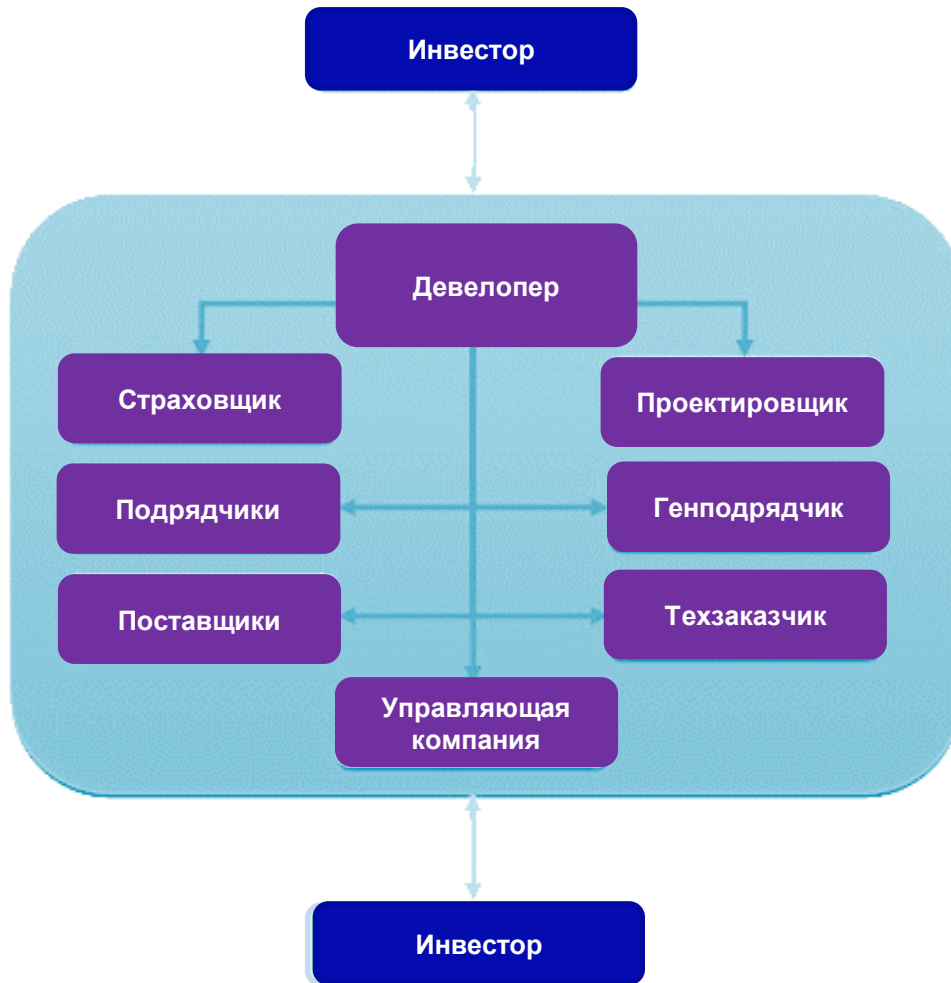 Инвестор
Девелопер
Страховщик
Проектировщик
Подрядчики
Генподрядчик
Поставщики
Техзаказчик
Управляющая
компания
Инвестор